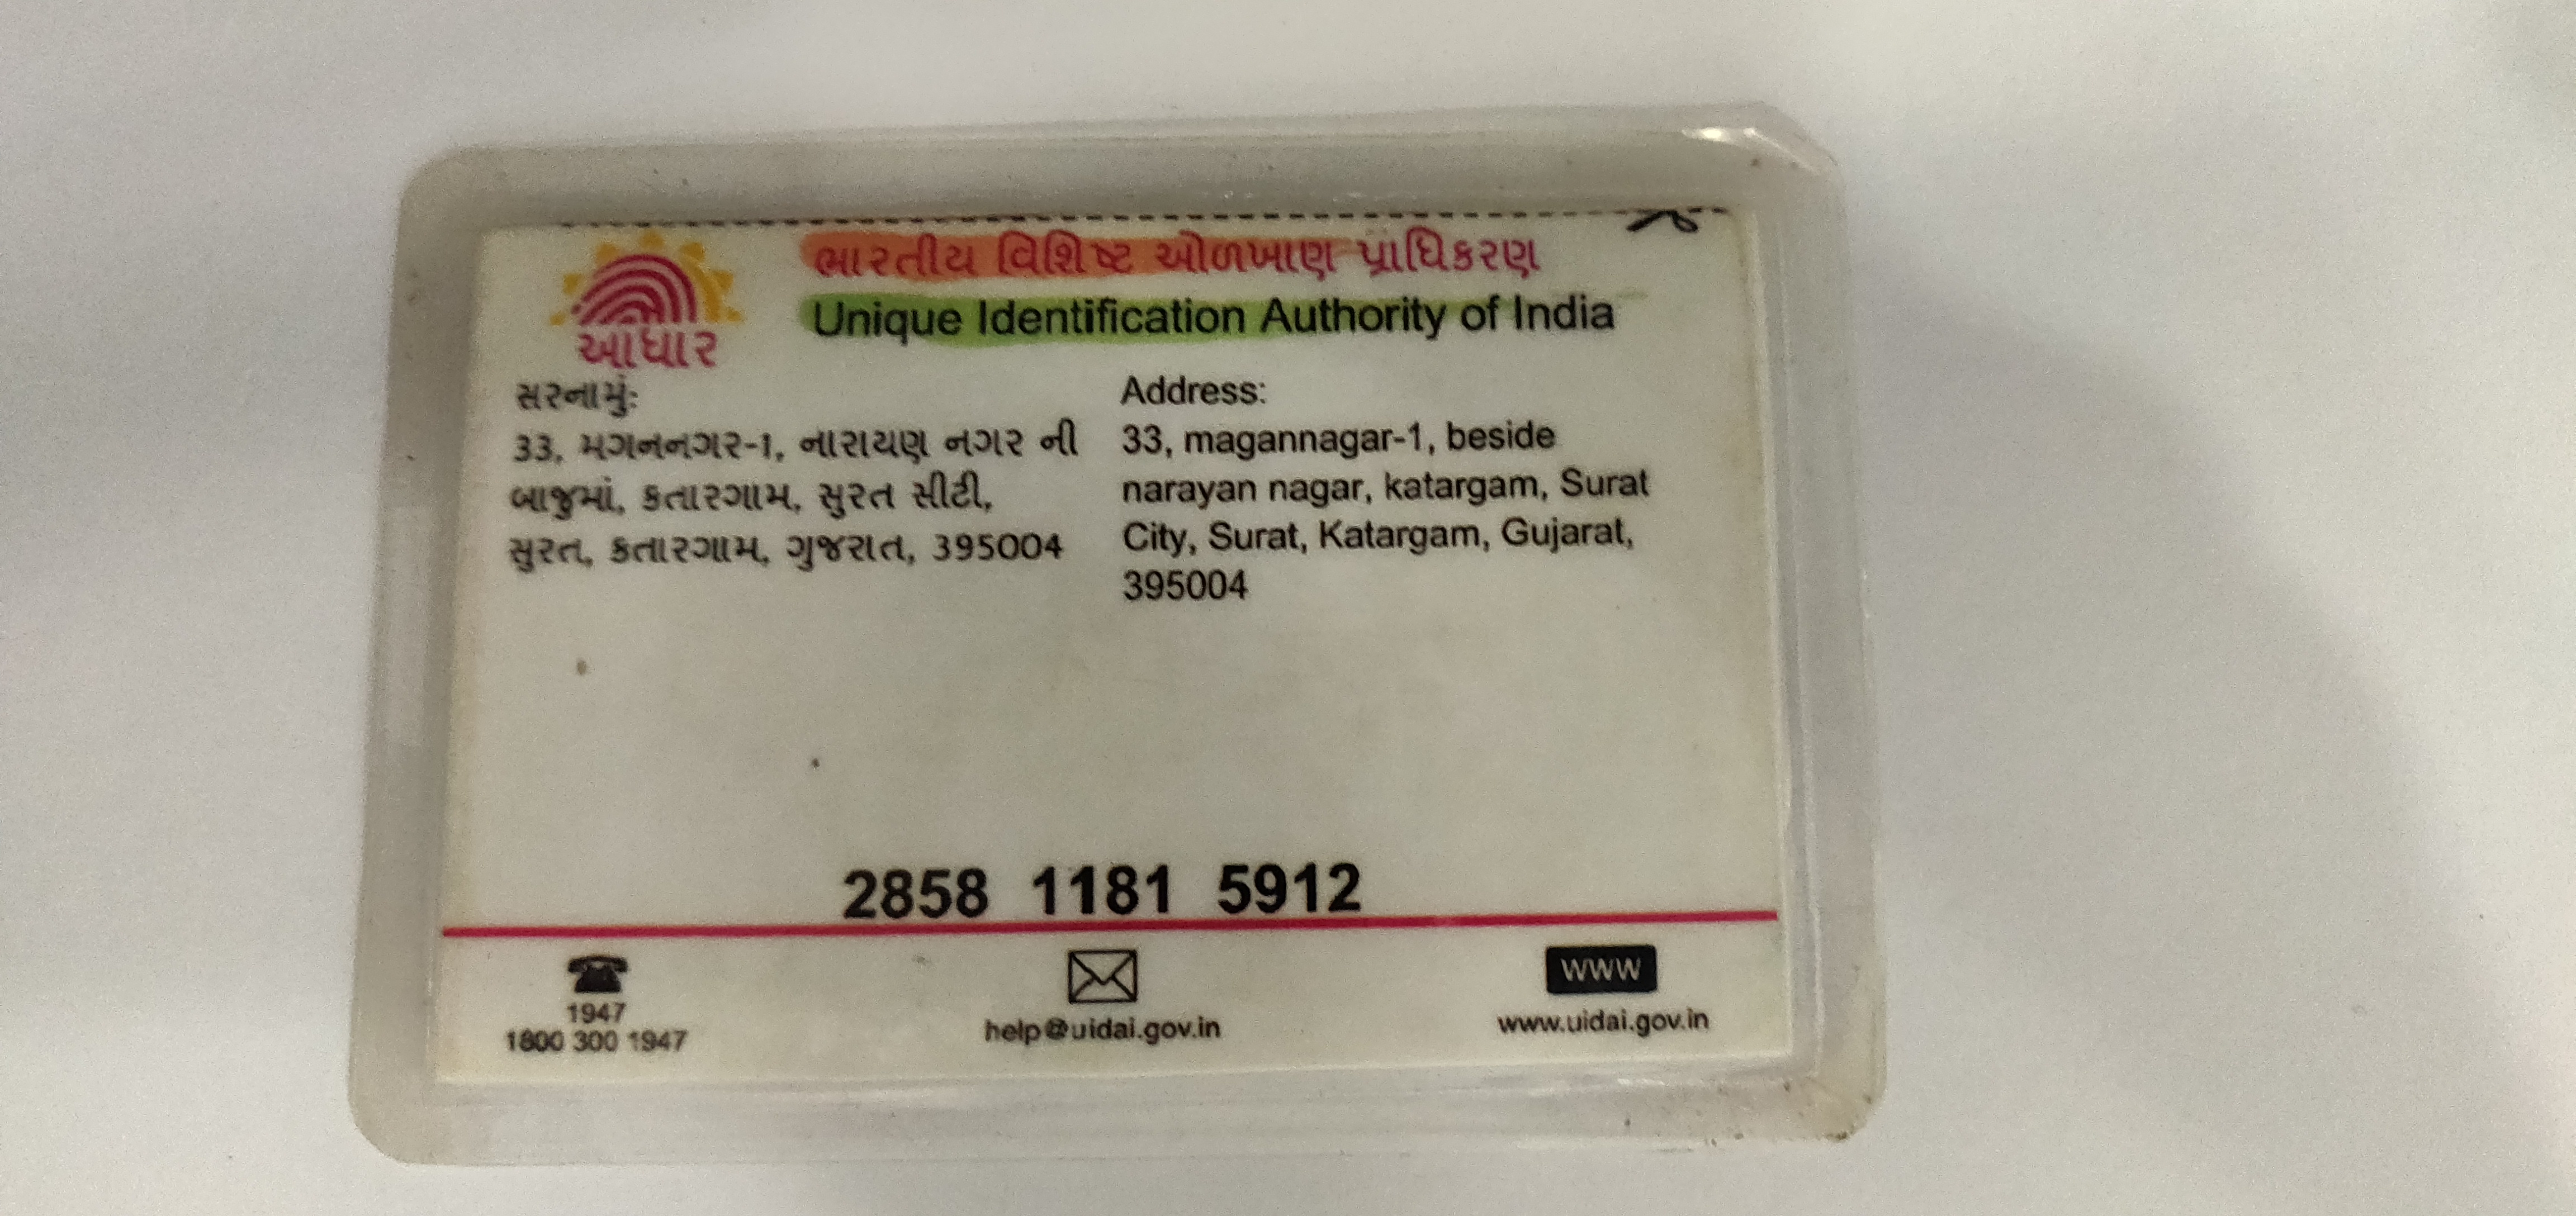 ભારતીય વિશિષ્ટ ઓળખાણ પ્રાધિકરણ
Unique Identification Authority of India
આધાર
સરનામું:
33, મગનનગર-1, નારાયણ નગર ની
બાજુમાં, કતારગામ, સુરત સીટી,
સુરત, કતારગામ, ગુજરાત, 395004
Address:
33, magannagar-1, beside
narayan nagar, katargam, Surat
City, Surat, Katargam, Gujarat,
395004
2858 1181 5912
1947
1800 300 1947
help@uidai.gov.in
WWW
www.uidai.gov.in